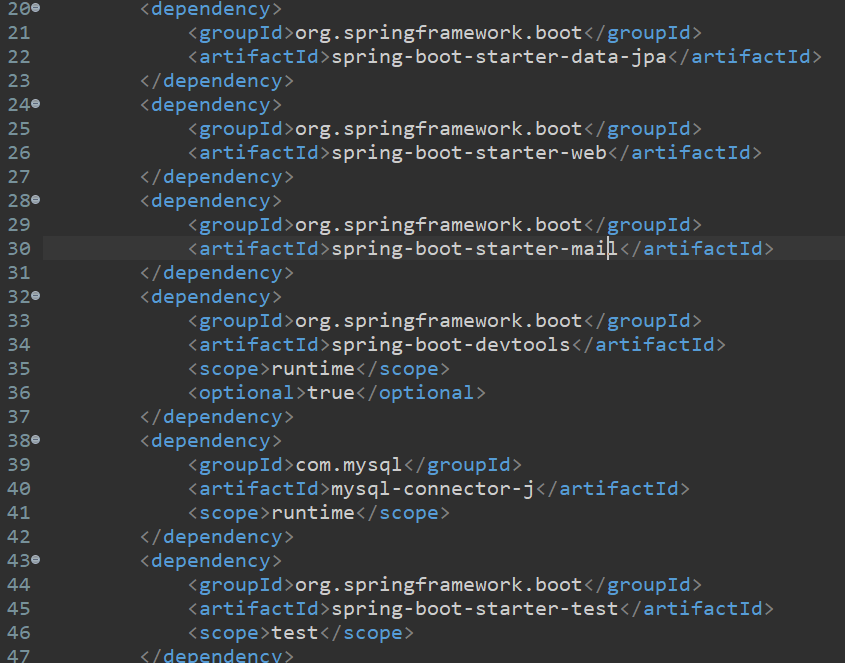 20 <dependency>
21 <groupId>org.springframework.boot</groupId>
22 <artifactId>spring-boot-starter-data-jpa</artifactId>
23 </dependency>
24 <dependency>
25 <groupId>org.springframework.boot</groupId>
26 <artifactId>spring-boot-starter-web</artifactId>
27 </dependency>
28 <dependency>
29 <groupId>org.springframework.boot</groupId>
30 <artifactId>spring-boot-starter-mail</artifactId>
31 </dependency>
32 <dependency>
33 <groupId>org.springframework.boot</groupId>
34 <artifactId>spring-boot-devtools</artifactId>
35 <scope>runtime</scope>
36 <optional>true</optional>
37 </dependency>
38 <dependency>
39 <groupId>com.mysql</groupId>
40 <artifactId>mysql-connector-j</artifactId>
41 <scope>runtime</scope>
42 </dependency>
43 <dependency>
44 <groupId>org.springframework.boot</groupId>
45 <artifactId>spring-boot-starter-test</artifactId>
46 <scope>test</scope>
47 </dependency>